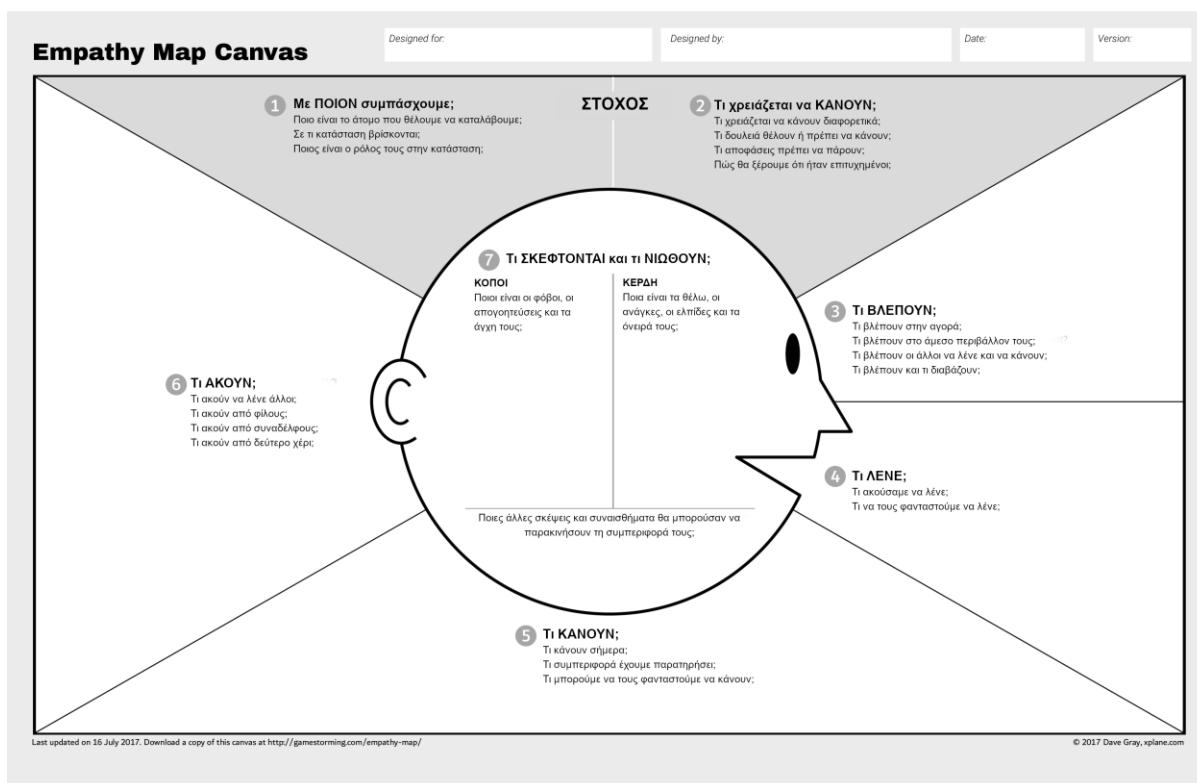 Empathy Map Canvas
Designed for:
Designed by:
Date:
Version:
ΣΤΟΧΟΣ
1 Με ΠΟΙΟΝ συμπάσχουμε;
Ποιο είναι το άτομο που θέλουμε να καταλάβουμε;
Σε τι κατάσταση βρίσκονται;
Ποιος είναι ο ρόλος τους στην κατάσταση;
2 Τι χρειάζεται να ΚΑΝΟΥΝ;
Τι χρειάζεται να κάνουν διαφορετικά;
Τι δουλειά θέλουν ή πρέπει να κάνουν;
Τι αποφάσεις πρέπει να πάρουν;
Πώς θα ξέρουμε ότι ήταν επιτυχημένοι;
3 Τι ΒΛΕΠΟΥΝ;
Τι βλέπουν στην αγορά;
Τι βλέπουν στο άμεσο περιβάλλον τους;
Τι βλέπουν οι άλλοι να λένε και να κάνουν;
Τι βλέπουν και τι διαβάζουν;
4 Τι ΛΕΝΕ;
Τι ακούσαμε να λένε;
Τι να τους φανταστούμε να λένε;
5 Τι ΚΑΝΟΥΝ;
Τι κάνουν σήμερα;
Τι συμπεριφορά έχουμε παρατηρήσει;
Τι μπορούμε να τους φανταστούμε να κάνουν;
6 Τι ΑΚΟΥΝ;
Τι ακούν να λένε άλλοι;
Τι ακούν από φίλους;
Τι ακούν από συναδέλφους;
Τι ακούν από δεύτερο χέρι;
7 Τι ΣΚΕΦΤΟΝΤΑΙ και τι ΝΙΩΘΟΥΝ;
ΚΟΠΟΙ
Ποιοι είναι οι φόβοι, οι
απογοητεύσεις και τα
άγχη τους;
ΚΕΡΔΗ
Ποια είναι τα θέλω, οι
ανάγκες, οι ελπίδες και τα
όνειρά τους;
Ποιες άλλες σκέψεις και συναισθήματα θα μπορούσαν να
παρακινήσουν τη συμπεριφορά τους;
Last updated on 16 July 2017. Download a copy of this canvas at http://gamestorming.com/empathy-map/
© 2017 Dave Gray, xplane.com